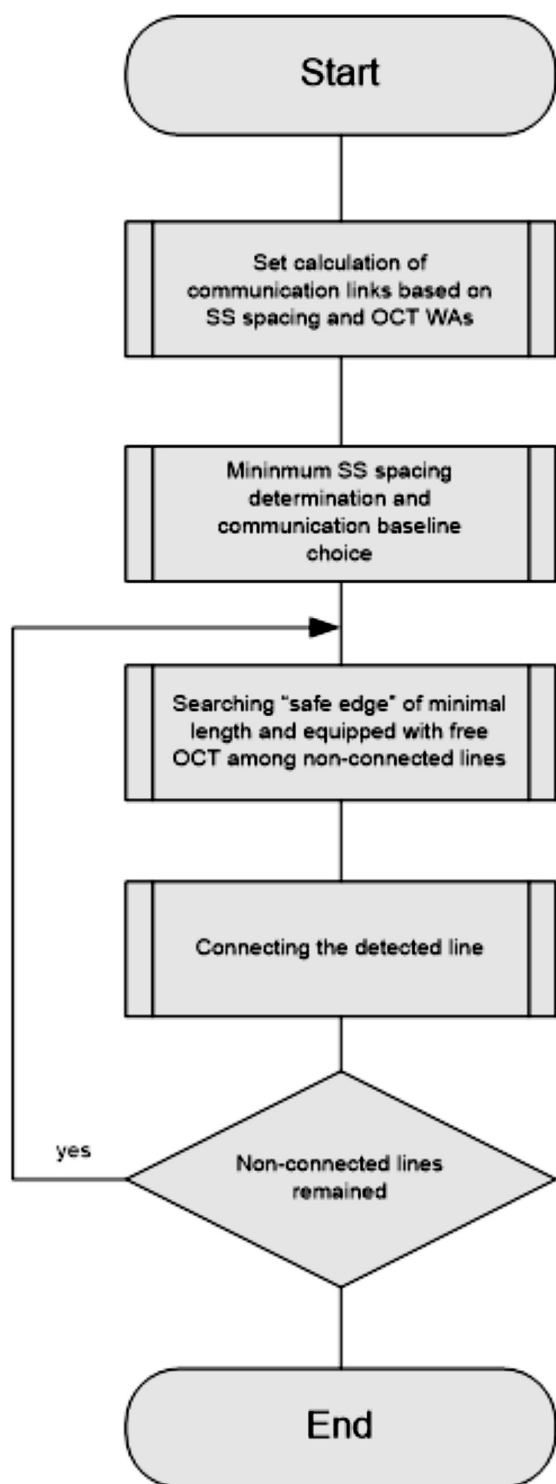 Start
Set calculation of
communication links based on
SS spacing and OCT WAs
Mininmum SS spacing
determination and
communication baseline
choice
Searching "safe edge" of minimal
length and equipped with free
OCT among non-connected lines
Connecting the detected line
yes
Non-connected lines
remained
End